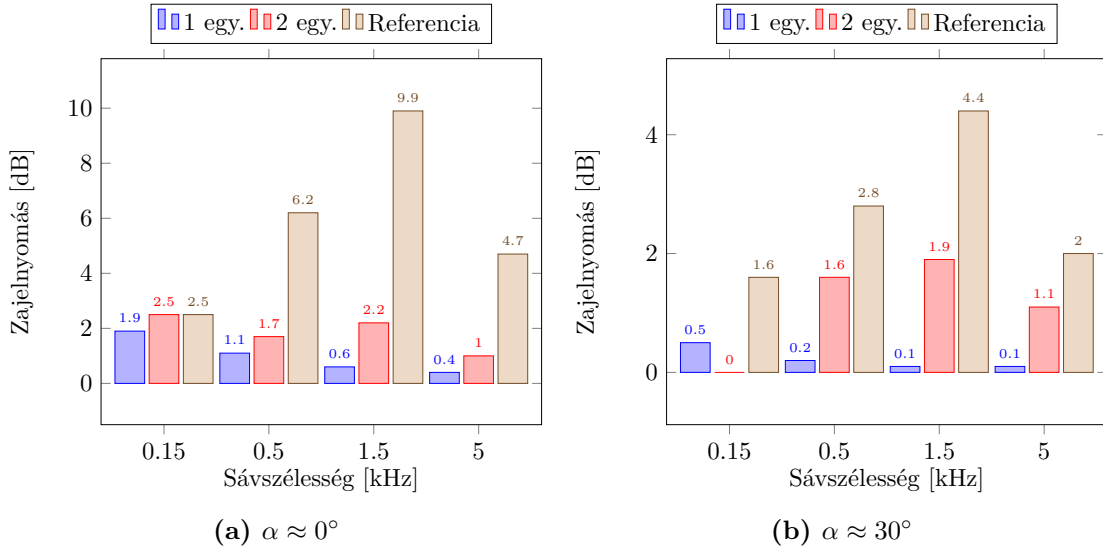 1 egy. 2 egy. Referencia
10
8
6
4
2
0
Zajelnyomás [dB]
1.9 2.5 2.5 1.1 1.7 6.2 0.6 2.2 9.9 0.4 1 4.7
0.15 0.5 1.5 5
Sávszélesség [kHz]
(a) α ≈ 0°
1 egy. 2 egy. Referencia
4
2
0
Zajelnyomás [dB]
0.5 0 1.6 0.2 1.6 2.8 0.1 1.9 4.4 0.1 1.1 2
0.15 0.5 1.5 5
Sávszélesség [kHz]
(b) α ≈ 30°